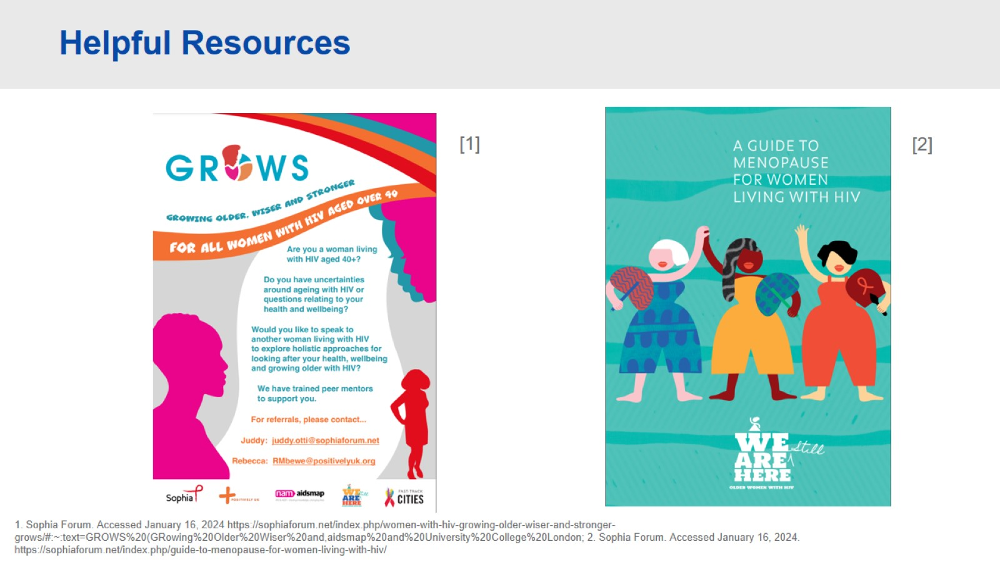 Helpful Resources
[1]
GROWS
GROWING OLDER, WISER AND STRONGER
FOR ALL WOMEN WITH HIV AGED OVER 40
Are you a woman living
with HIV aged 40+?
Do you have uncertainties
around ageing with HIV or
questions relating to your
health and wellbeing?
Would you like to speak to
another woman living with HIV
to explore holistic approaches for
looking after your health, wellbeing
and growing older with HIV?
We have trained peer mentors
to support you.
For referrals, please contact...
Juddy: juddy.otti@sophiaforum.net
Rebecca: RMbewe@positivelyuk.org
Sophia
POSITIVELY UK
nam aidsmap
WE Still
ARE
HERE
FAST-TRACK
CITIES
[2]
A GUIDE TO
MENOPAUSE
FOR WOMEN
LIVING WITH HIV
WE Still
ARE
HERE
OLDER WOMEN WITH HIV
1. Sophia Forum. Accessed January 16, 2024 https://sophiaforum.net/index.php/women-with-hiv-growing-older-wiser-and-stronger-
grows/#:~:text=GROWS%20(GRowing%20Older%20Wiser%20and,aidsmap%20and%20University%20College%20London; 2. Sophia Forum. Accessed January 16, 2024.
https://sophiaforum.net/index.php/guide-to-menopause-for-women-living-with-hiv/